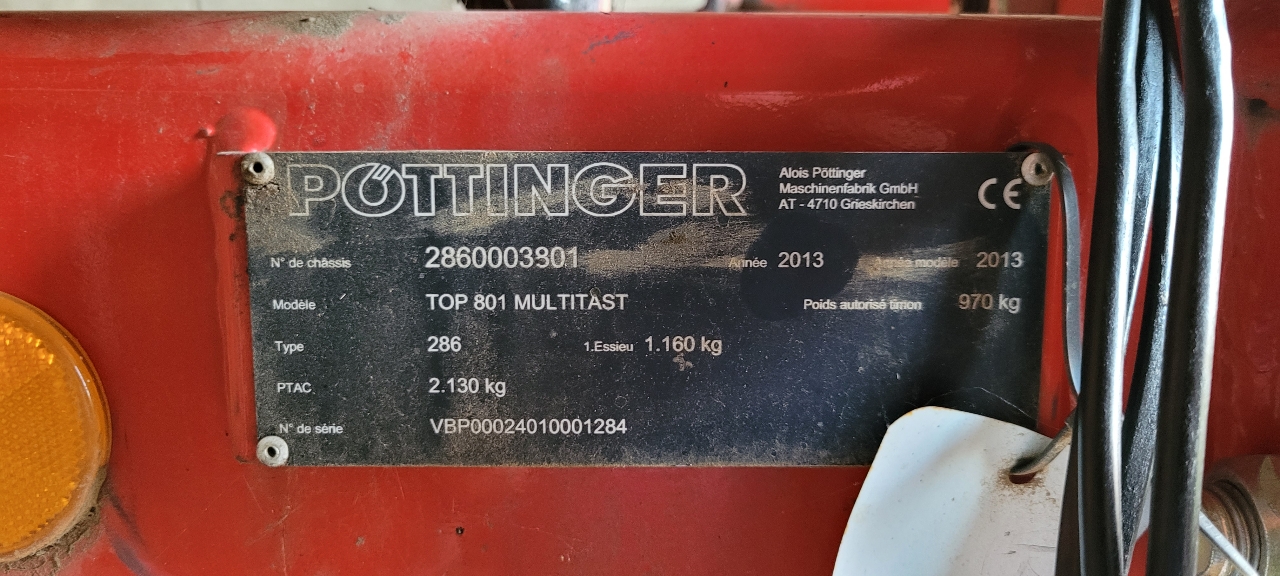 PÖTTINGER
Alois Pöttinger
Maschinenfabrik GmbH
AT - 4710 Grieskirchen
CE
N° de châssis 2860003801 Année 2013 Année modèle 2013
Modèle TOP 801 MULTITAST Poids autorisé timon 970 kg
Type 286 1.Essieu 1.160 kg
PTAC 2.130 kg
N° de série VBP00024010001284